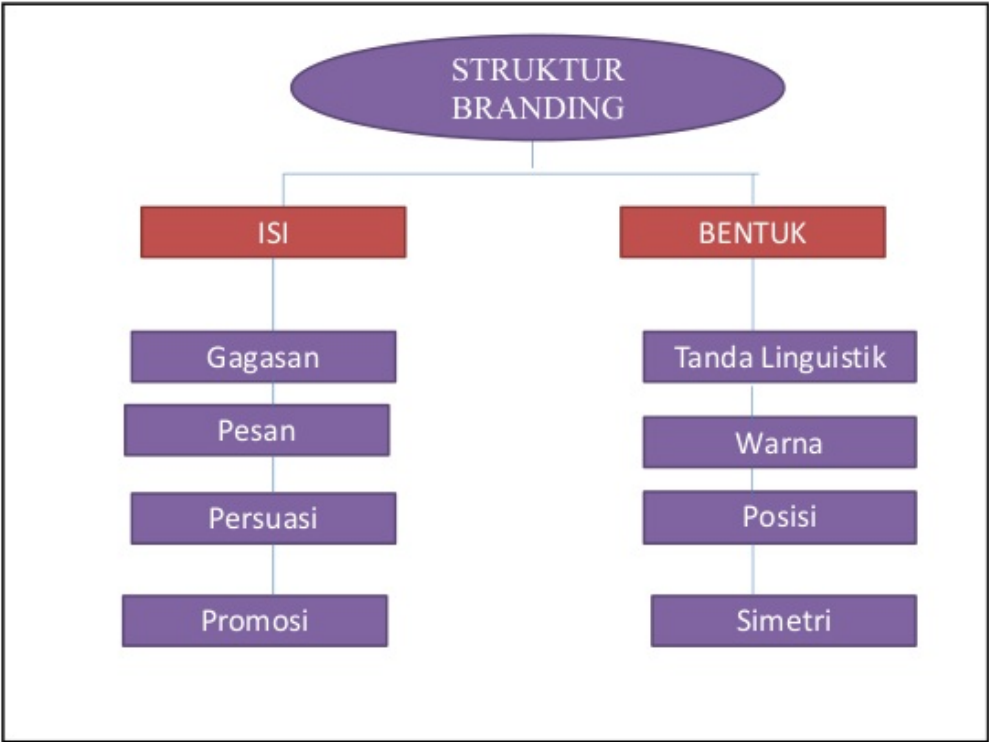 STRUKTUR
BRANDING
ISI
BENTUK
Gagasan
Tanda Linguistik
Pesan
Warna
Persuasi
Posisi
Promosi
Simetri